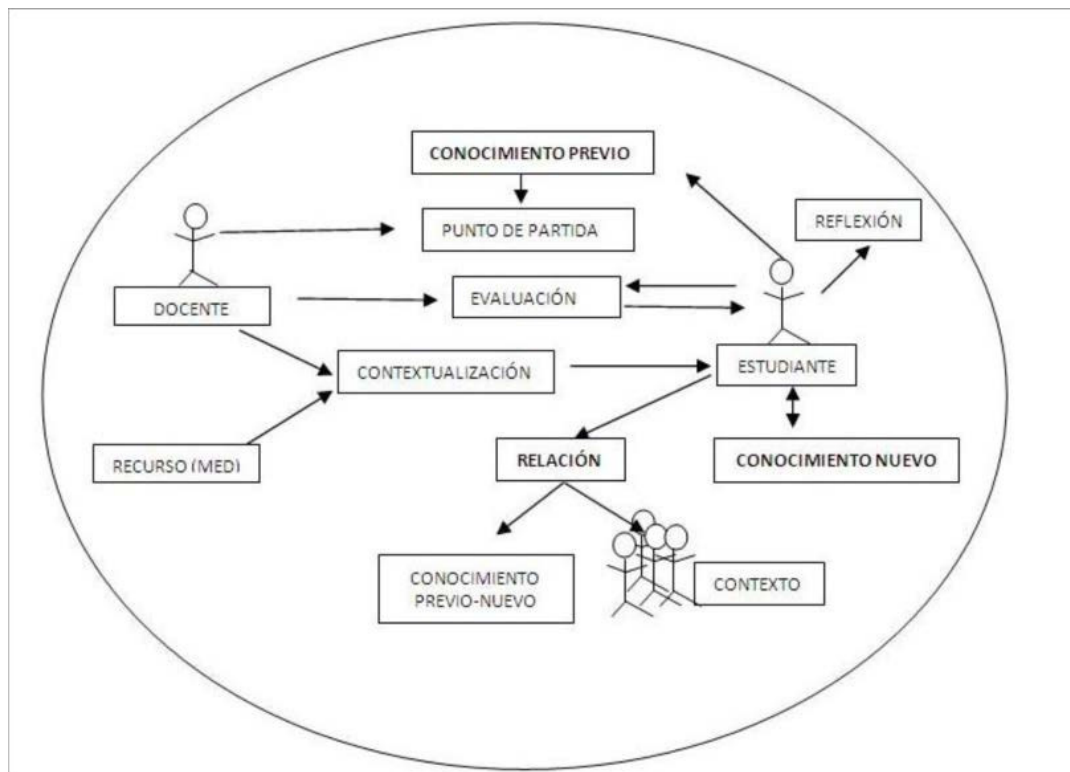 CONOCIMIENTO PREVIO
REFLEXIÓN
PUNTO DE PARTIDA
EVALUACIÓN
DOCENTE
CONTEXTUALIZACIÓN
ESTUDIANTE
RECURSO (MED)
RELACIÓN
CONOCIMIENTO NUEVO
CONOCIMIENTO
PREVIO-NUEVO
CONTEXTO